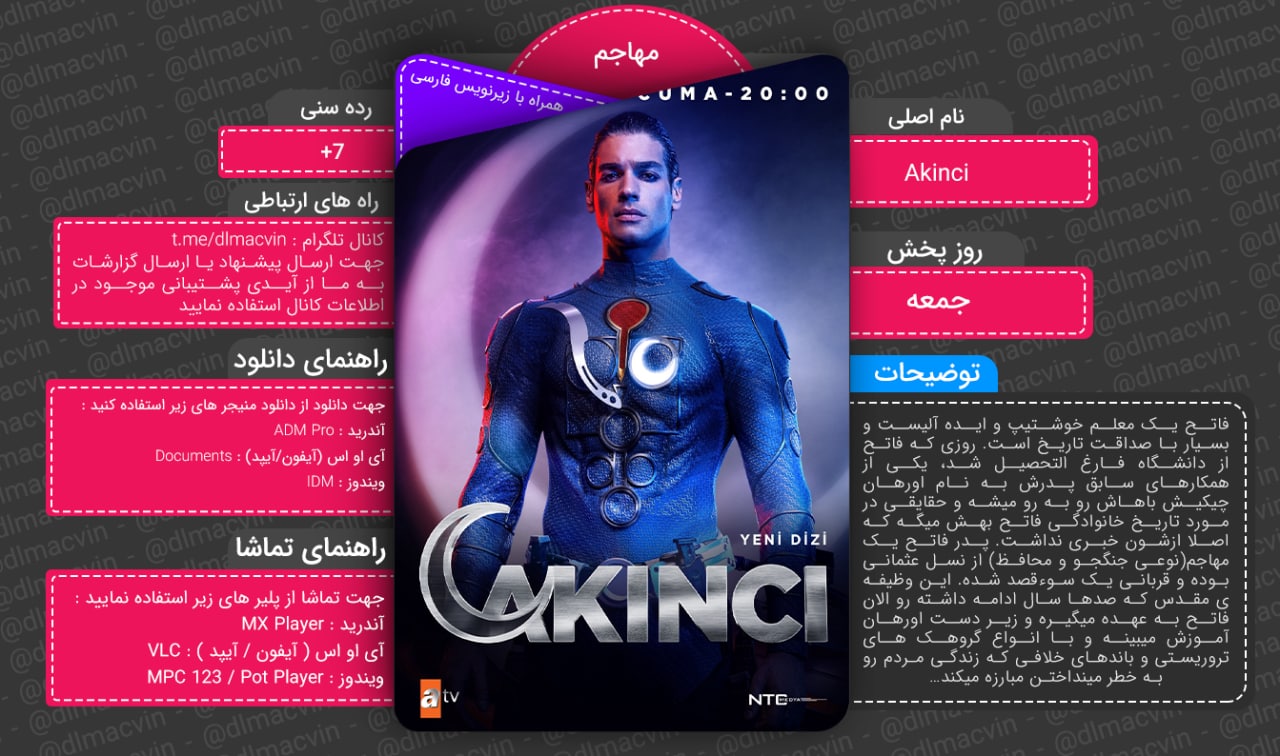 مهاجم
همراه با زیرنویس فارسی
CUMA-20:00
نام اصلی
Akinci
روز پخش
جمعه
توضیحات
فاتح یک معلم خوشتیپ و ایده آلیست و
بسیار با صداقت تاریخ است. روزی که فاتح
از دانشگاه فارغ التحصیل شد، یکی از
همکارهای سابق پدرش به نام اورهان
چیکیش باهاش رو به رو میشه و حقایقی در
مورد تاریخ خانوادگی فاتح بهش میگه که
اصلا ازشون خبری نداشت. پدر فاتح یک
مهاجم(نوعی جنگجو و محافظ) از نسل عثمانی
بوده و قربانی یک سوءقصد شده. این وظیفه
ی مقدس که صدها سال ادامه داشته رو الان
فاتح به عهده میگیره و زیر دست اورهان
آموزش میبینه و با انواع گروهک های
تروریستی و باندهای خلافی که زندگی مردم رو
به خطر مینداختن مبارزه میکند...
رده سنی
+7
راه های ارتباطی
کانال تلگرام : t.me/dlmacvin
جهت ارسال پیشنهاد یا ارسال گزارشات
به ما از آیدی پشتیبانی موجود در
اطلاعات کانال استفاده نمایید
راهنمای دانلود
جهت دانلود از دانلود منیجر های زیر استفاده کنید :
آندرید : ADM Pro
آی او اس (آیفون/آیپد) : Documents
ویندوز : IDM
راهنمای تماشا
جهت تماشا از پلیر های زیر استفاده نمایید :
آندرید : MX Player
آی او اس ( آیفون / آیپد ) : VLC
ویندوز : MPC 123 / Pot Player
YENİ DİZİ
AKINCI
atv
NTC MEDYA
@dlmacvin